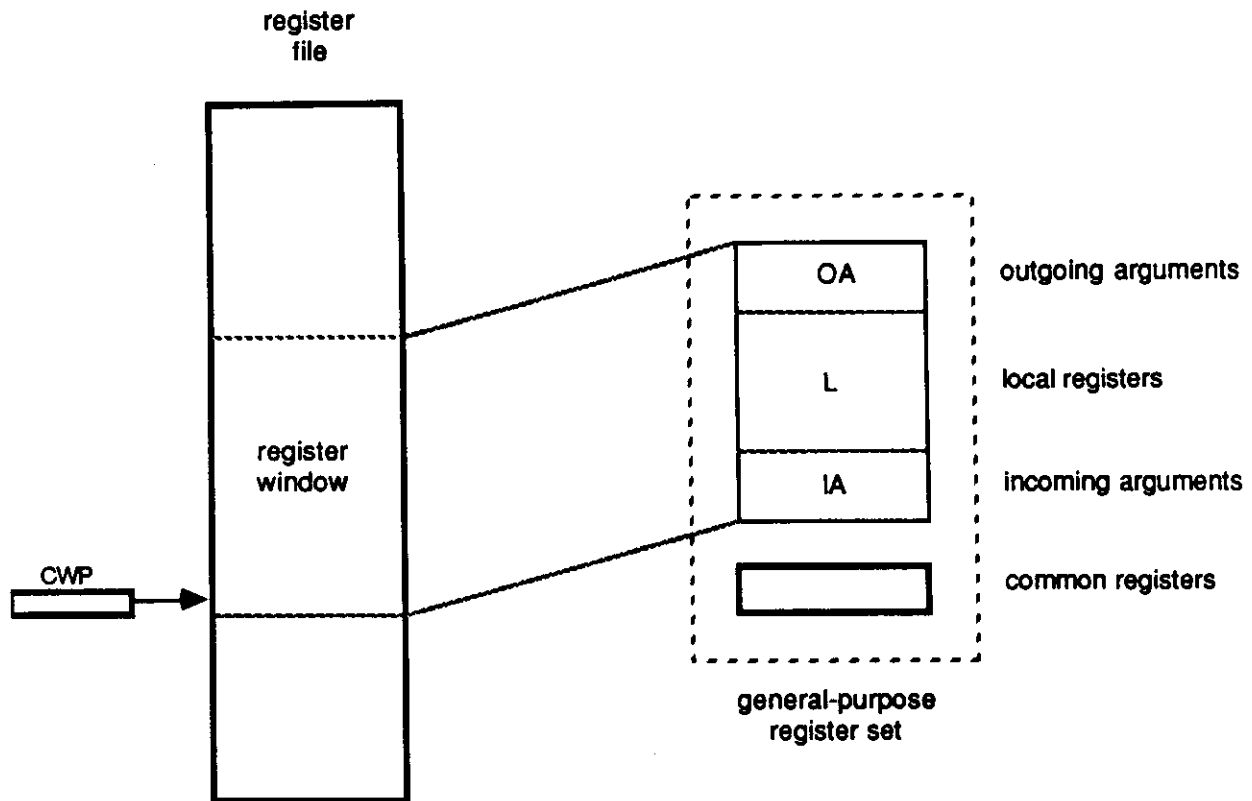 register
file
OA
outgoing arguments
L
local registers
register
window
IA
incoming arguments
CWP
common registers
general-purpose
register set